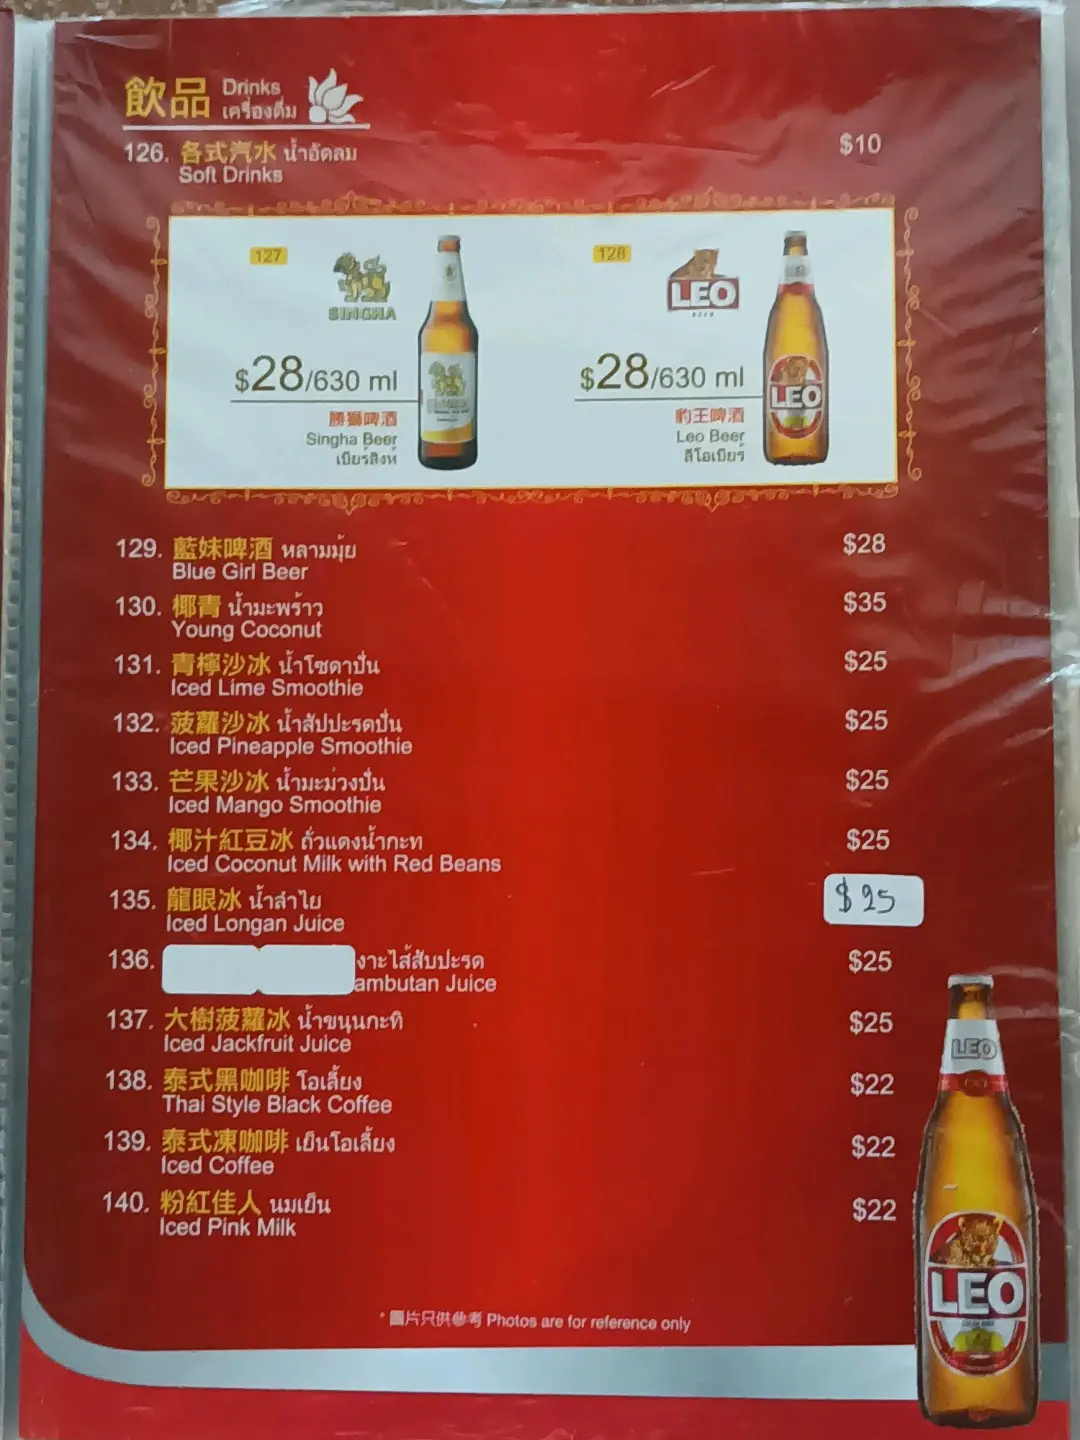 飲品 Drinks
เครื่องดื่ม
126. 各式汽水 น้ำอัดลม $10
Soft Drinks
127
SINGHA
$28/630 ml
勝獅啤酒
Singha Beer
เบียร์สิงห์
128
LEO
BEER
$28/630 ml
豹王啤酒
Leo Beer
ลีโอเบียร์
LEO
129. 藍妹啤酒 หลามมุ้ย $28
Blue Girl Beer
130. 椰青 น้ำมะพร้าว $35
Young Coconut
131. 青檸沙冰 น้ำโซดาปั่น $25
Iced Lime Smoothie
132. 菠蘿沙冰 น้ำสัปปะรดปั่น $25
Iced Pineapple Smoothie
133. 芒果沙冰 น้ำมะม่วงปั่น $25
Iced Mango Smoothie
134. 椰汁紅豆冰 ถั่วแดงน้ำกะท $25
Iced Coconut Milk with Red Beans
135. 龍眼冰 น้ำลำไย $25
Iced Longan Juice
136. งาะไส้สับปะรด $25
ambutan Juice
137. 大樹菠蘿冰 น้ำขนุนกะทิ $25
Iced Jackfruit Juice
138. 泰式黑咖啡 โอเลี้ยง $22
Thai Style Black Coffee
139. 泰式凍咖啡 เย็นโอเลี้ยง $22
Iced Coffee
140. 粉紅佳人 นมเย็น $22
Iced Pink Milk
LEO
LEO
* 圖片只供參考 Photos are for reference only